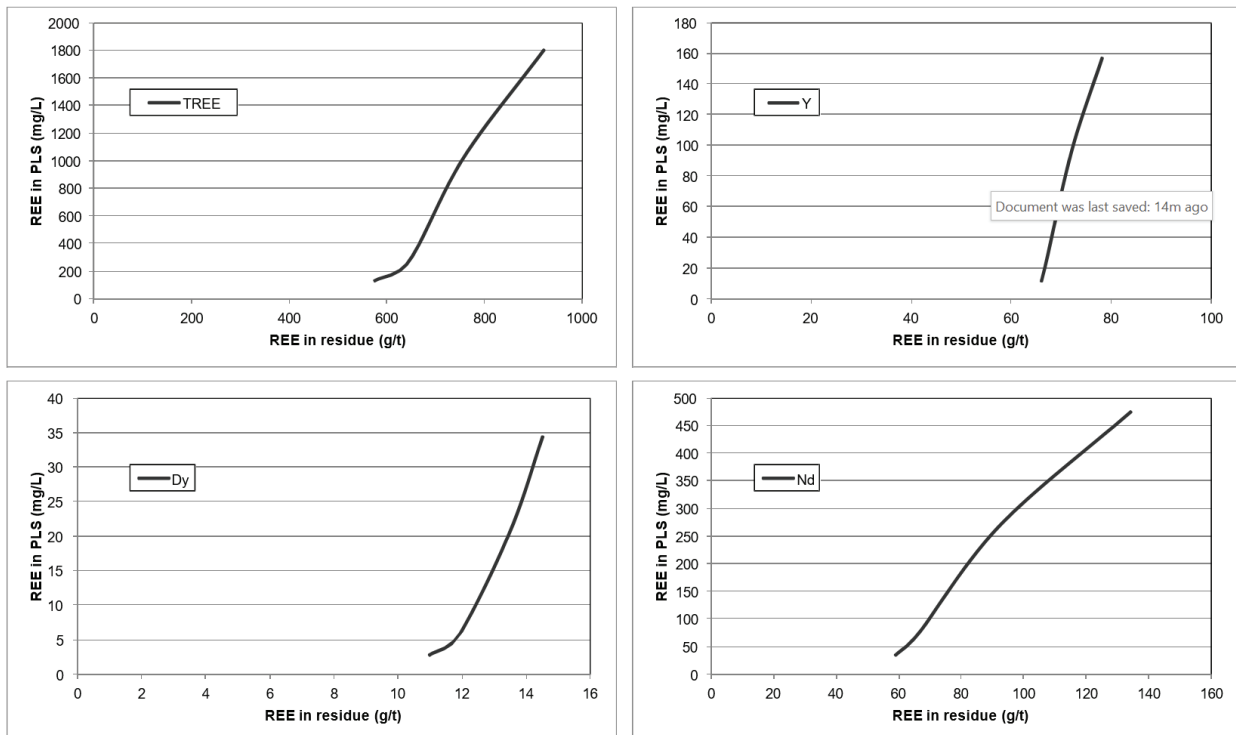 2000
1800
1600
1400
1200
1000
800
600
400
200
0
REE in PLS (mg/L)
TREE
0 200 400 600 800 1000
REE in residue (g/t)
180
160
140
120
100
80
60
40
20
0
REE in PLS (mg/L)
Y
Document was last saved: 14m ago
0 20 40 60 80 100
REE in residue (g/t)
40
35
30
25
20
15
10
5
0
REE in PLS (mg/L)
Dy
0 2 4 6 8 10 12 14 16
REE in residue (g/t)
500
450
400
350
300
250
200
150
100
50
0
REE in PLS (mg/L)
Nd
0 20 40 60 80 100 120 140 160
REE in residue (g/t)